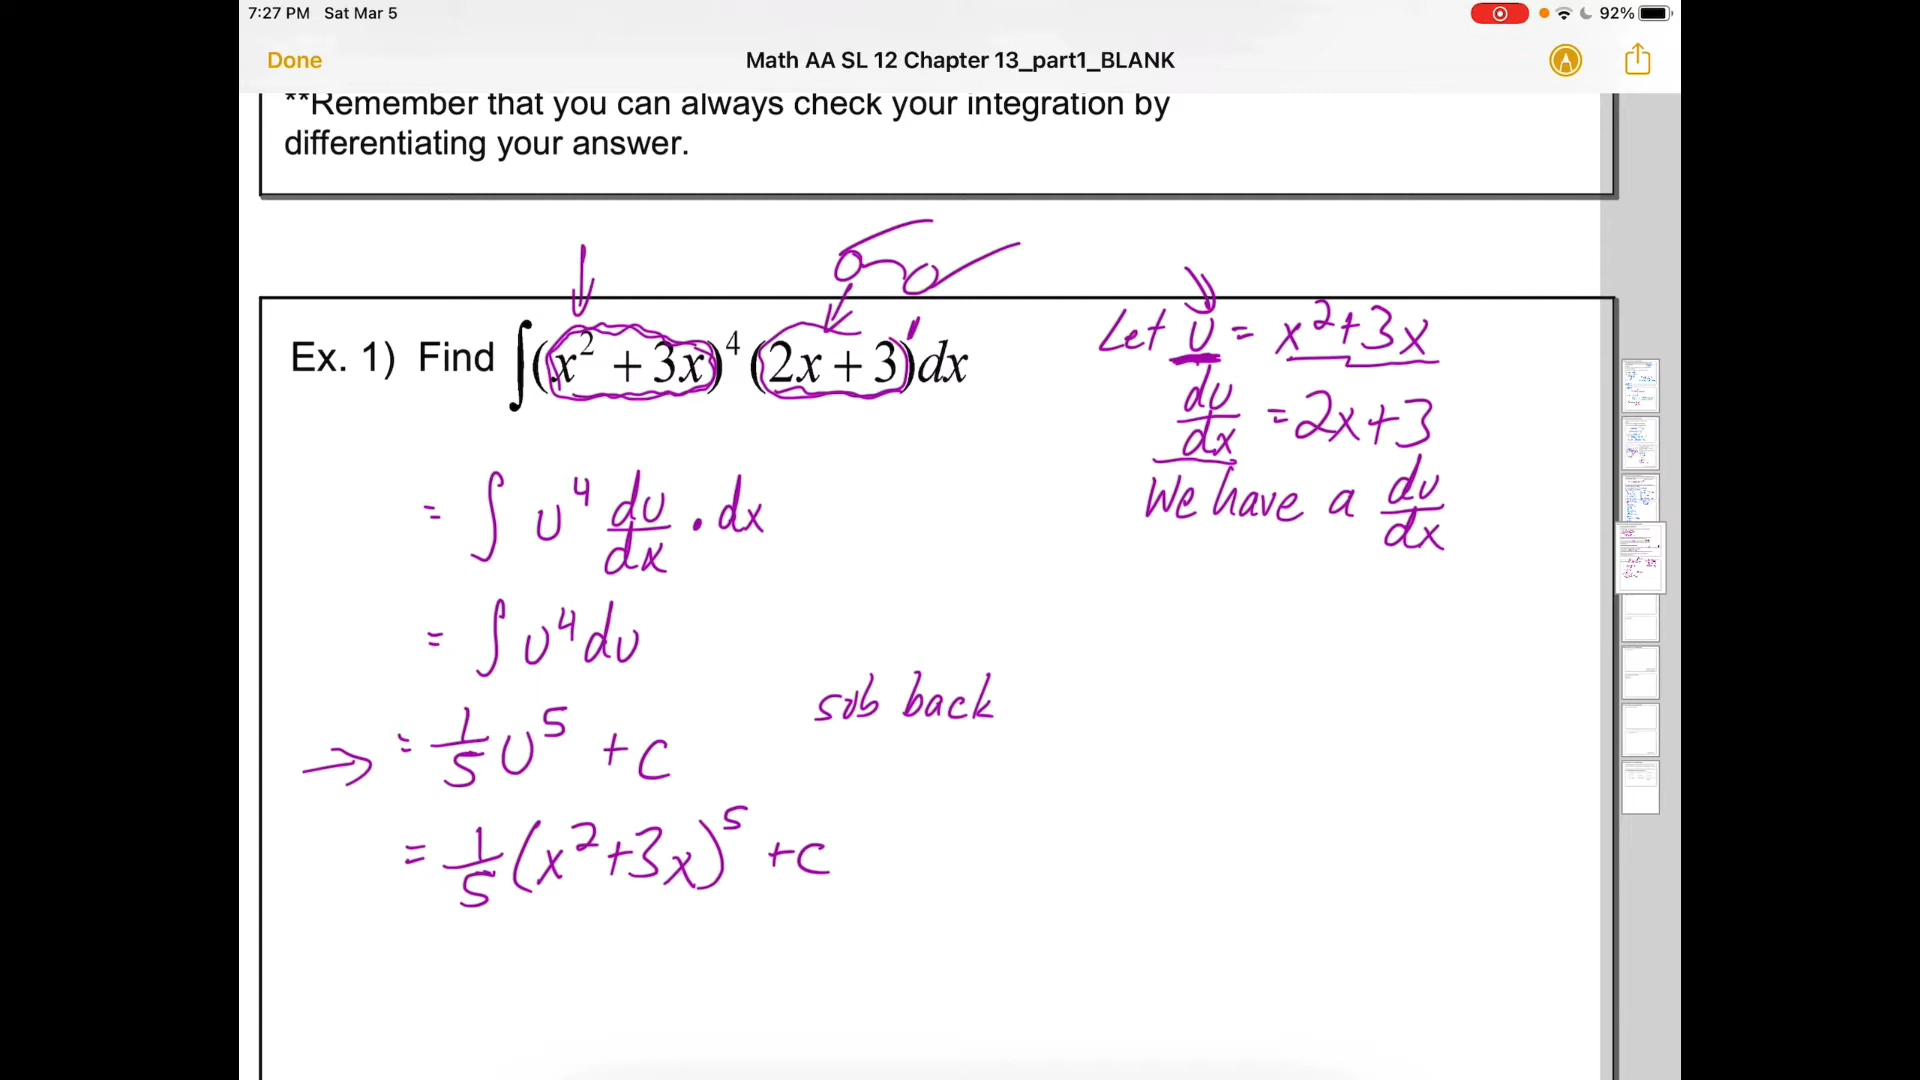 7:27 PM Sat Mar 5
92%
Done
Math AA SL 12 Chapter 13_part1_BLANK
**Remember that you can always check your integration by
differentiating your answer.
Ex. 1) Find ∫(x² + 3x)⁴(2x + 3)dx
Let u = x²+3x
du/dx = 2x+3
We have a du/dx
= ∫ u⁴ du/dx · dx
= ∫ u⁴ du
sub back
= 1/5 u⁵ + c
= 1/5 (x²+3x)⁵ + c